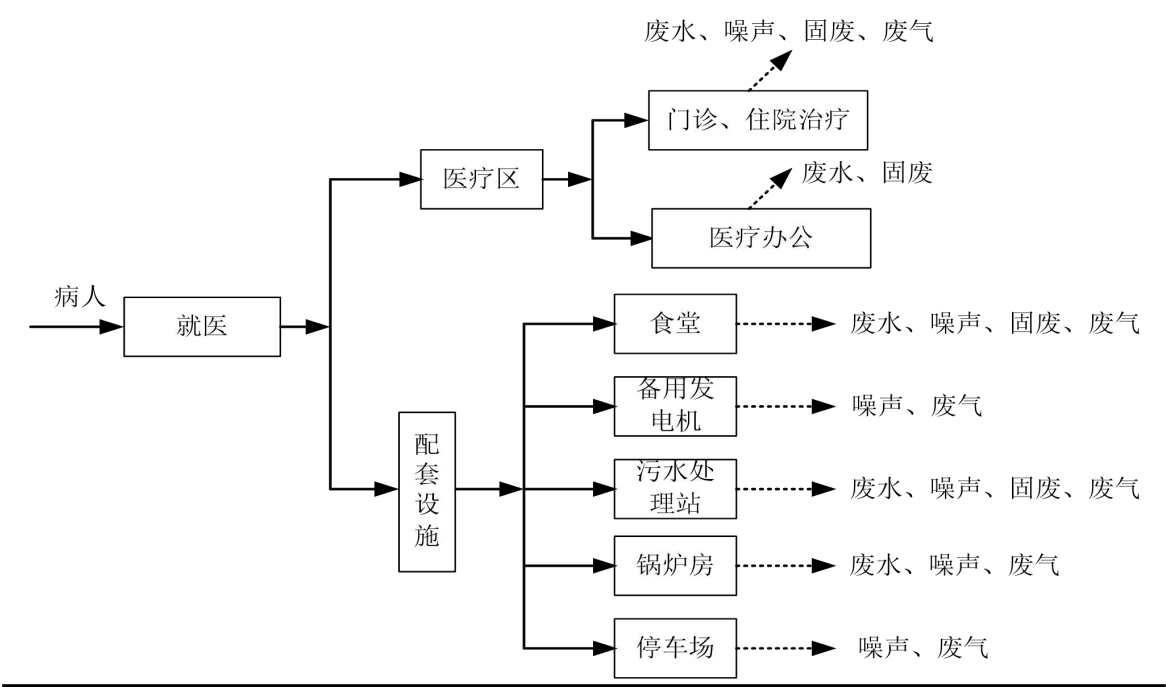 废水、噪声、固废、废气
门诊、住院治疗
医疗区
废水、固废
医疗办公
病人
就医
食堂
废水、噪声、固废、废气
备用发
电机
噪声、废气
配
套
设
施
污水处
理站
废水、噪声、固废、废气
锅炉房
废水、噪声、废气
停车场
噪声、废气